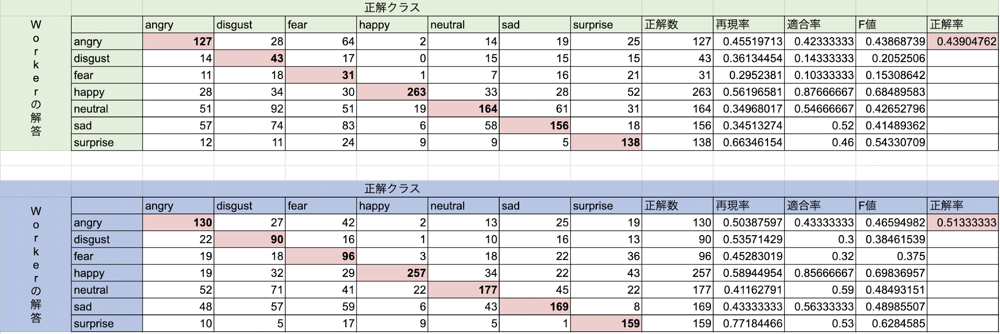 正解クラス
Workerの解答
angry disgust fear happy neutral sad surprise 正解数 再現率 適合率 F値 正解率
angry 127 28 64 2 14 19 25 127 0.45519713 0.42333333 0.43868739 0.43904762
disgust 14 43 17 0 15 15 15 43 0.36134454 0.14333333 0.2052506
fear 11 18 31 1 7 16 21 31 0.2952381 0.10333333 0.15308642
happy 28 34 30 263 33 28 52 263 0.56196581 0.87666667 0.68489583
neutral 51 92 51 19 164 61 31 164 0.34968017 0.54666667 0.42652796
sad 57 74 83 6 58 156 18 156 0.34513274 0.52 0.41489362
surprise 12 11 24 9 9 5 138 138 0.66346154 0.46 0.54330709
正解クラス
Workerの解答
angry disgust fear happy neutral sad surprise 正解数 再現率 適合率 F値 正解率
angry 130 27 42 2 13 25 19 130 0.50387597 0.43333333 0.46594982 0.51333333
disgust 22 90 16 1 10 16 13 90 0.53571429 0.3 0.38461539
fear 19 18 96 3 18 22 36 96 0.45283019 0.32 0.375
happy 19 32 29 257 34 22 43 257 0.58944954 0.85666667 0.69836957
neutral 52 71 41 22 177 45 22 177 0.41162791 0.59 0.48493151
sad 48 57 59 6 43 169 8 169 0.43333333 0.56333333 0.48985507
surprise 10 5 17 9 5 1 159 159 0.77184466 0.53 0.6284585